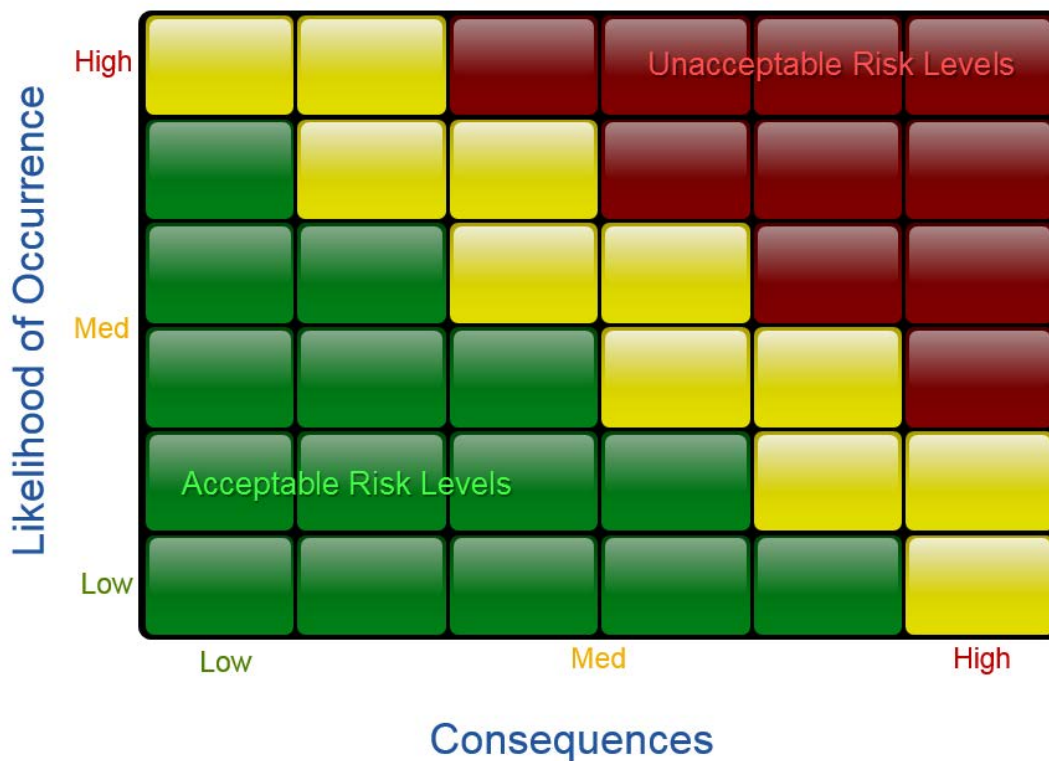 High
Unacceptable Risk Levels
Likelihood of Occurrence
Med
Acceptable Risk Levels
Low
Low
Med
High
Consequences